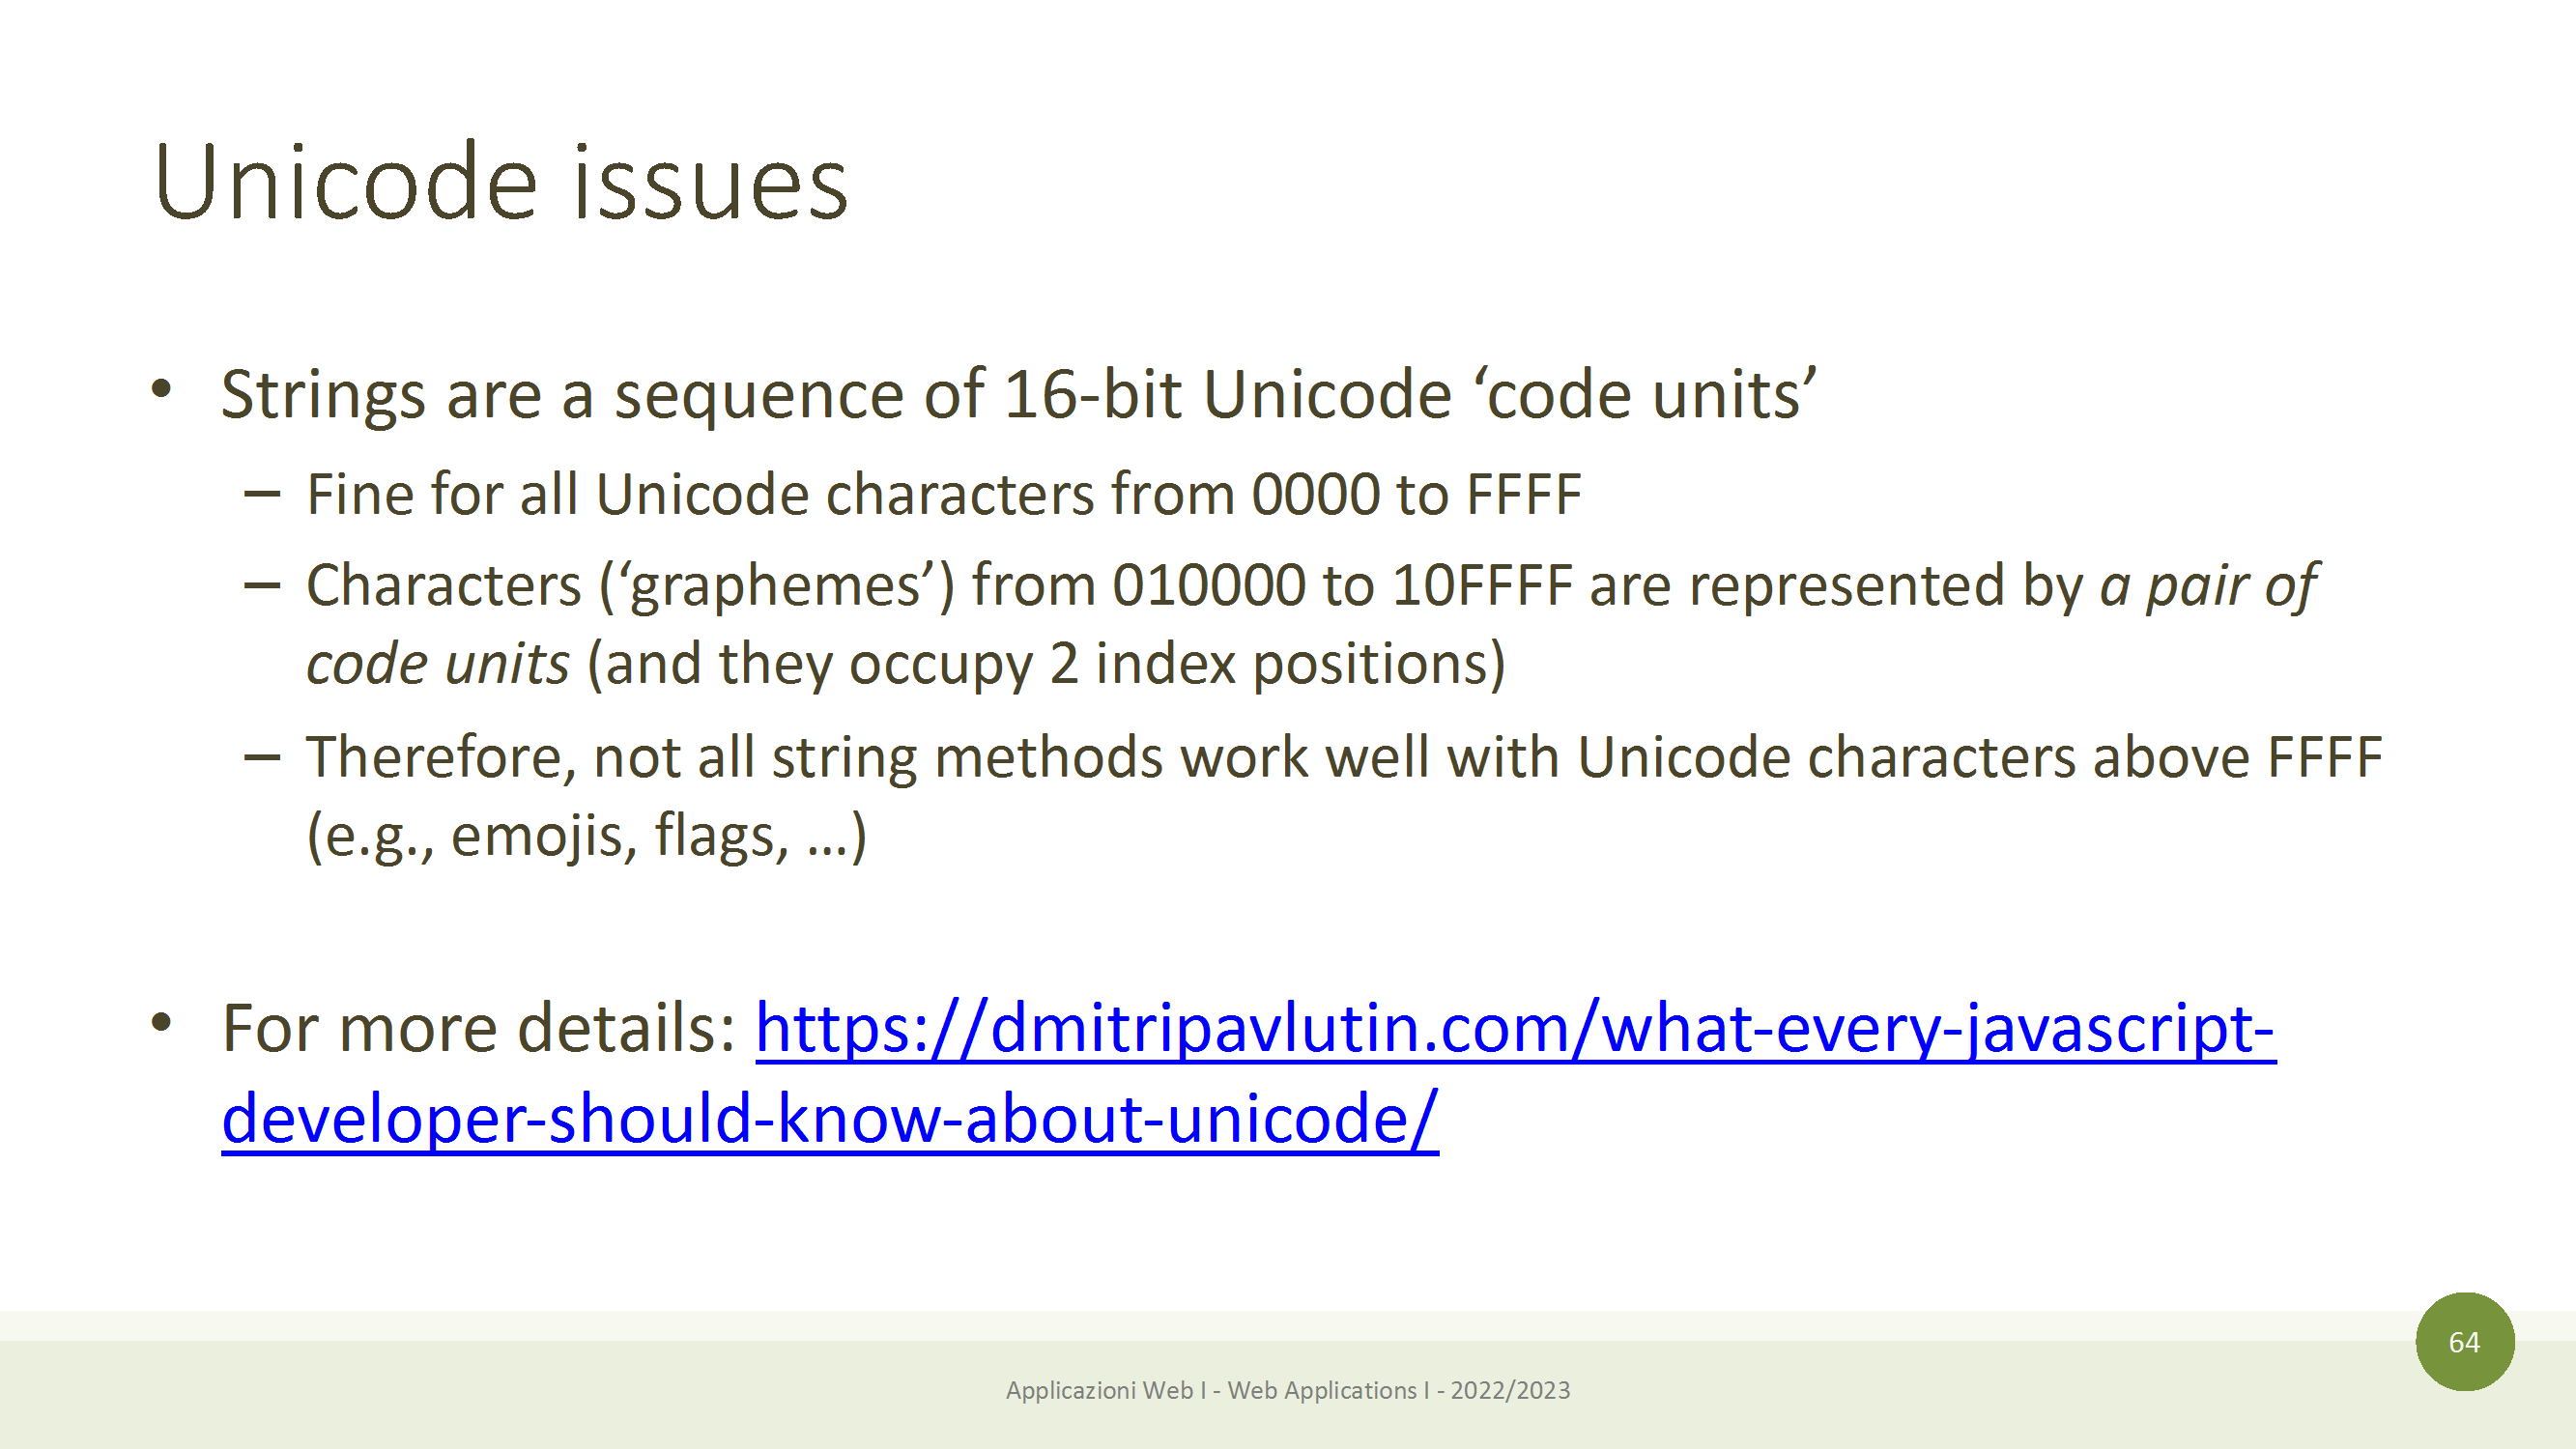 Unicode issues
• Strings are a sequence of 16-bit Unicode ‘code units’
– Fine for all Unicode characters from 0000 to FFFF
– Characters (‘graphemes’) from 010000 to 10FFFF are represented by a pair of
code units (and they occupy 2 index positions)
– Therefore, not all string methods work well with Unicode characters above FFFF
(e.g., emojis, flags, …)
• For more details: https://dmitripavlutin.com/what-every-javascript-
developer-should-know-about-unicode/
64
Applicazioni Web I - Web Applications I - 2022/2023